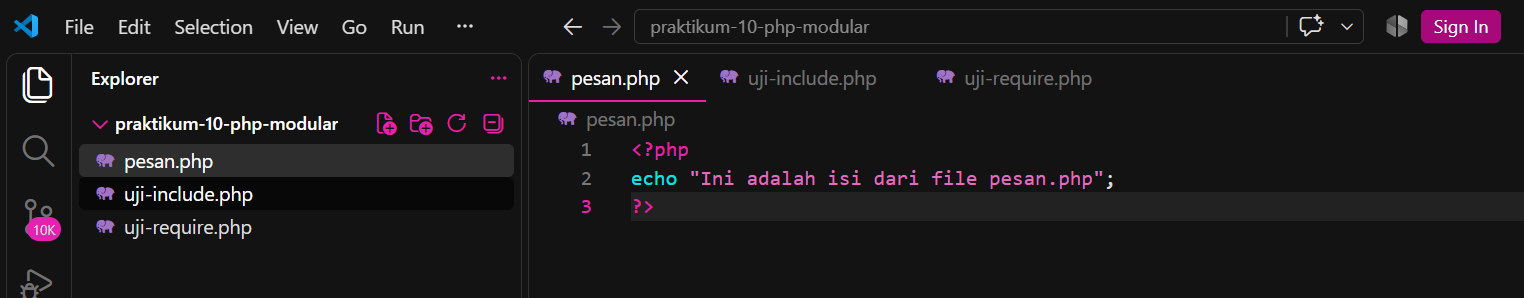 File Edit Selection View Go Run ···
praktikum-10-php-modular
Sign In
Explorer
praktikum-10-php-modular
pesan.php
uji-include.php
uji-require.php
10K
pesan.php uji-include.php uji-require.php
pesan.php
1 <?php
2 echo "Ini adalah isi dari file pesan.php";
3 ?>